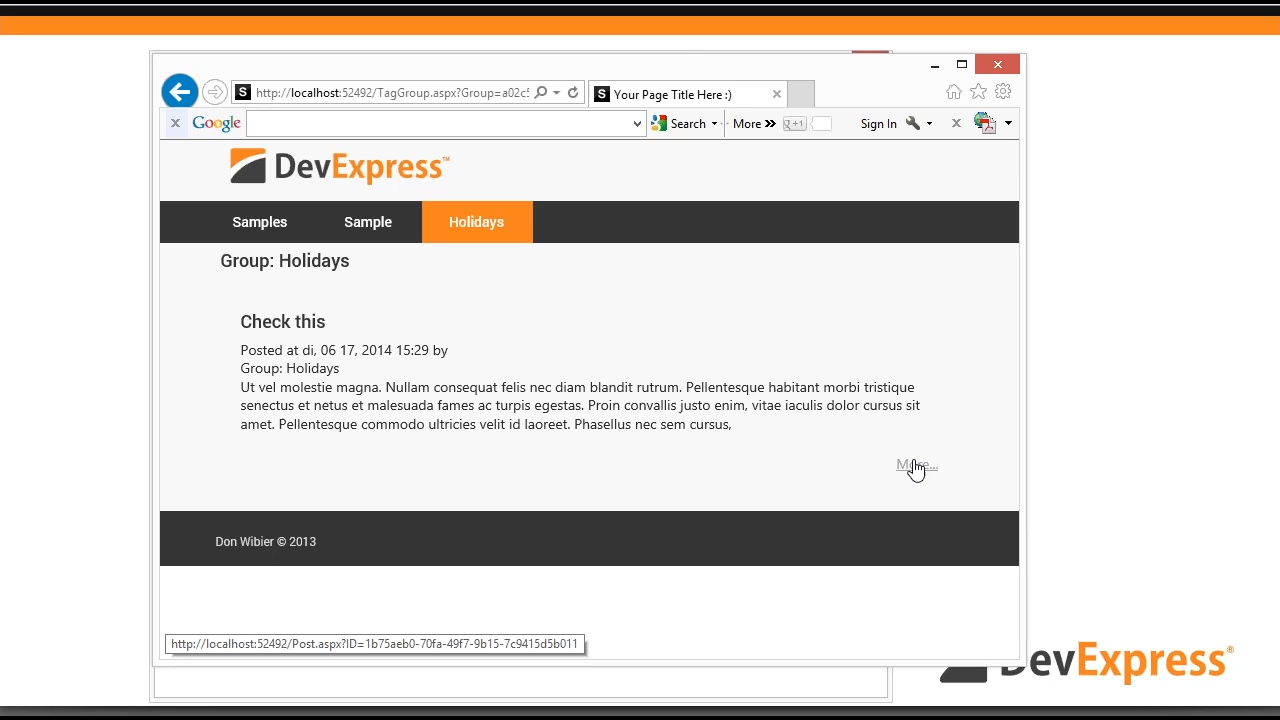 S http://localhost:52492/TagGroup.aspx?Group=a02c5
S Your Page Title Here :)
Google
Search
More
+1
Sign In
DevExpress™
Samples
Sample
Holidays
Group: Holidays
Check this
Posted at di, 06 17, 2014 15:29 by
Group: Holidays
Ut vel molestie magna. Nullam consequat felis nec diam blandit rutrum. Pellentesque habitant morbi tristique
senectus et netus et malesuada fames ac turpis egestas. Proin convallis justo enim, vitae iaculis dolor cursus sit
amet. Pellentesque commodo ultricies velit id laoreet. Phasellus nec sem cursus,
More...
Don Wibier © 2013
http://localhost:52492/Post.aspx?ID=1b75aeb0-70fa-49f7-9b15-7c9415d5b011
DevExpress®